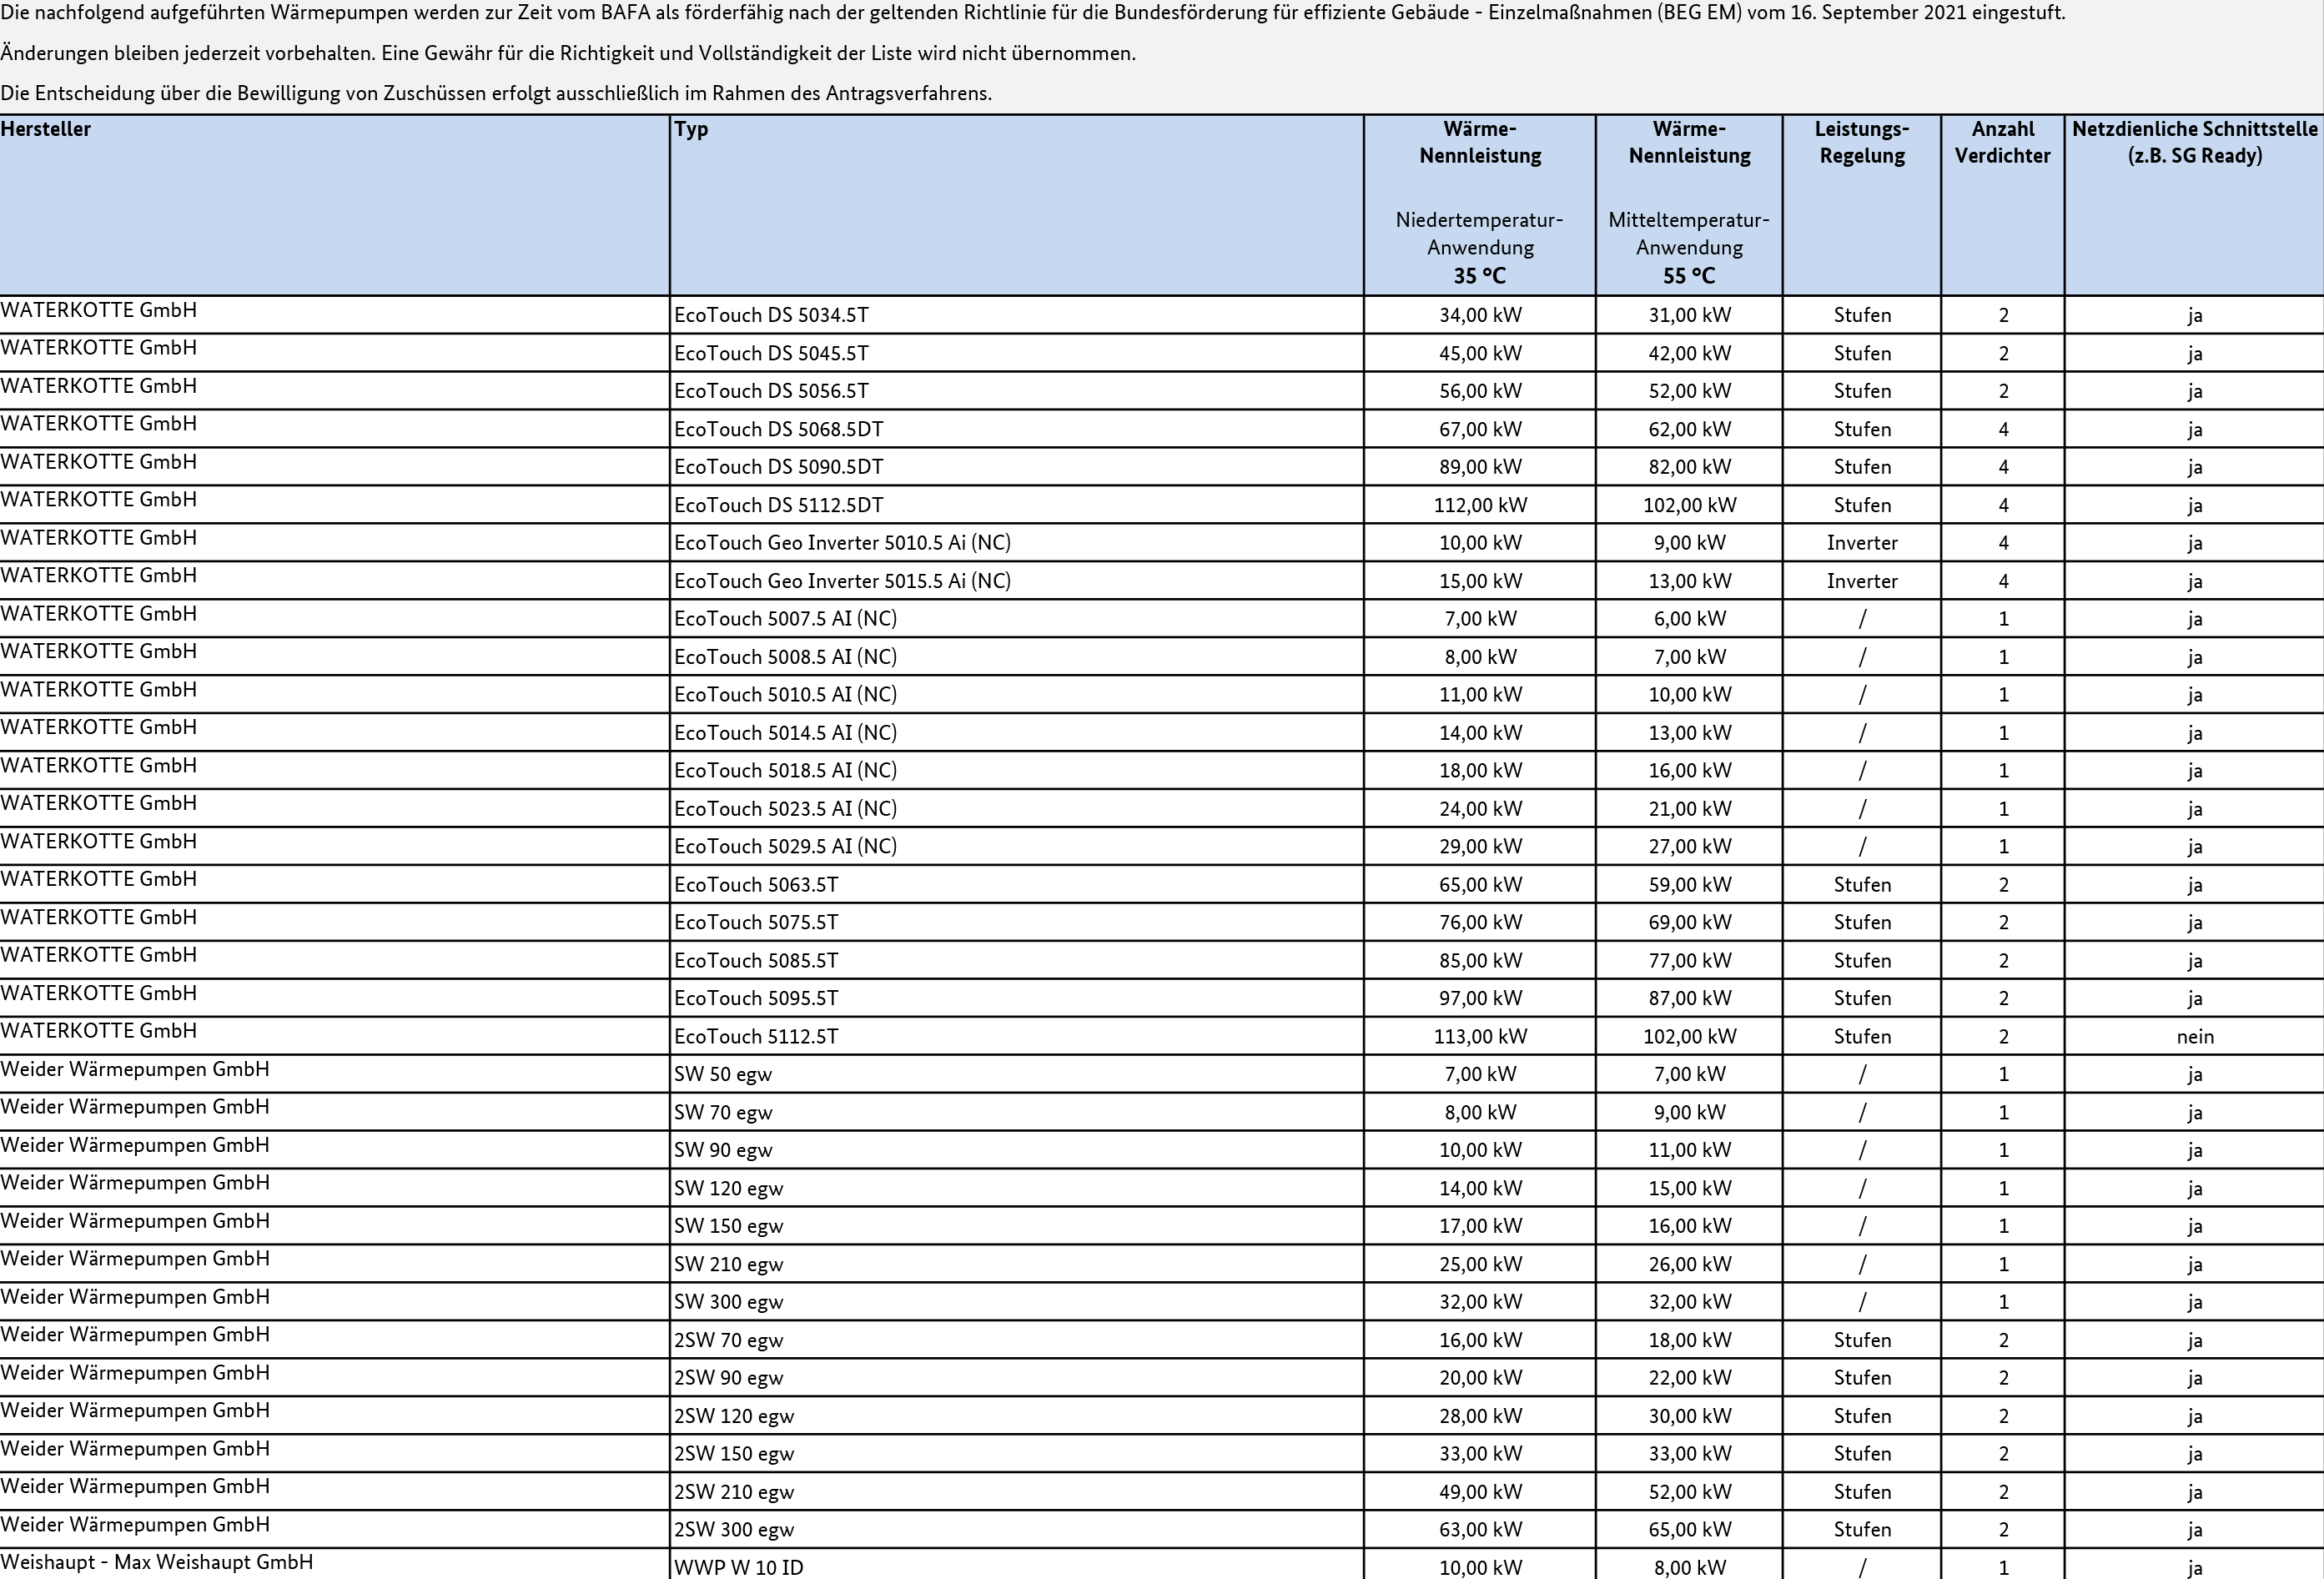 Die nachfolgend aufgeführten Wärmepumpen werden zur Zeit vom BAFA als förderfähig nach der geltenden Richtlinie für die Bundesförderung für effiziente Gebäude - Einzelmaßnahmen (BEG EM) vom 16. September 2021 eingestuft.
Änderungen bleiben jederzeit vorbehalten. Eine Gewähr für die Richtigkeit und Vollständigkeit der Liste wird nicht übernommen.
Die Entscheidung über die Bewilligung von Zuschüssen erfolgt ausschließlich im Rahmen des Antragsverfahrens.
Hersteller Typ Wärme- Wärme- Leistungs- Anzahl Netzdienliche Schnittstelle
Nennleistung Nennleistung Regelung Verdichter (z.B. SG Ready)
Niedertemperatur- Mitteltemperatur-
Anwendung Anwendung
35 °C 55 °C
WATERKOTTE GmbH EcoTouch DS 5034.5T 34,00 kW 31,00 kW Stufen 2 ja
WATERKOTTE GmbH EcoTouch DS 5045.5T 45,00 kW 42,00 kW Stufen 2 ja
WATERKOTTE GmbH EcoTouch DS 5056.5T 56,00 kW 52,00 kW Stufen 2 ja
WATERKOTTE GmbH EcoTouch DS 5068.5DT 67,00 kW 62,00 kW Stufen 4 ja
WATERKOTTE GmbH EcoTouch DS 5090.5DT 89,00 kW 82,00 kW Stufen 4 ja
WATERKOTTE GmbH EcoTouch DS 5112.5DT 112,00 kW 102,00 kW Stufen 4 ja
WATERKOTTE GmbH EcoTouch Geo Inverter 5010.5 Ai (NC) 10,00 kW 9,00 kW Inverter 4 ja
WATERKOTTE GmbH EcoTouch Geo Inverter 5015.5 Ai (NC) 15,00 kW 13,00 kW Inverter 4 ja
WATERKOTTE GmbH EcoTouch 5007.5 AI (NC) 7,00 kW 6,00 kW / 1 ja
WATERKOTTE GmbH EcoTouch 5008.5 AI (NC) 8,00 kW 7,00 kW / 1 ja
WATERKOTTE GmbH EcoTouch 5010.5 AI (NC) 11,00 kW 10,00 kW / 1 ja
WATERKOTTE GmbH EcoTouch 5014.5 AI (NC) 14,00 kW 13,00 kW / 1 ja
WATERKOTTE GmbH EcoTouch 5018.5 AI (NC) 18,00 kW 16,00 kW / 1 ja
WATERKOTTE GmbH EcoTouch 5023.5 AI (NC) 24,00 kW 21,00 kW / 1 ja
WATERKOTTE GmbH EcoTouch 5029.5 AI (NC) 29,00 kW 27,00 kW / 1 ja
WATERKOTTE GmbH EcoTouch 5063.5T 65,00 kW 59,00 kW Stufen 2 ja
WATERKOTTE GmbH EcoTouch 5075.5T 76,00 kW 69,00 kW Stufen 2 ja
WATERKOTTE GmbH EcoTouch 5085.5T 85,00 kW 77,00 kW Stufen 2 ja
WATERKOTTE GmbH EcoTouch 5095.5T 97,00 kW 87,00 kW Stufen 2 ja
WATERKOTTE GmbH EcoTouch 5112.5T 113,00 kW 102,00 kW Stufen 2 nein
Weider Wärmepumpen GmbH SW 50 egw 7,00 kW 7,00 kW / 1 ja
Weider Wärmepumpen GmbH SW 70 egw 8,00 kW 9,00 kW / 1 ja
Weider Wärmepumpen GmbH SW 90 egw 10,00 kW 11,00 kW / 1 ja
Weider Wärmepumpen GmbH SW 120 egw 14,00 kW 15,00 kW / 1 ja
Weider Wärmepumpen GmbH SW 150 egw 17,00 kW 16,00 kW / 1 ja
Weider Wärmepumpen GmbH SW 210 egw 25,00 kW 26,00 kW / 1 ja
Weider Wärmepumpen GmbH SW 300 egw 32,00 kW 32,00 kW / 1 ja
Weider Wärmepumpen GmbH 2SW 70 egw 16,00 kW 18,00 kW Stufen 2 ja
Weider Wärmepumpen GmbH 2SW 90 egw 20,00 kW 22,00 kW Stufen 2 ja
Weider Wärmepumpen GmbH 2SW 120 egw 28,00 kW 30,00 kW Stufen 2 ja
Weider Wärmepumpen GmbH 2SW 150 egw 33,00 kW 33,00 kW Stufen 2 ja
Weider Wärmepumpen GmbH 2SW 210 egw 49,00 kW 52,00 kW Stufen 2 ja
Weider Wärmepumpen GmbH 2SW 300 egw 63,00 kW 65,00 kW Stufen 2 ja
Weishaupt - Max Weishaupt GmbH WWP W 10 ID 10,00 kW 8,00 kW / 1 ja